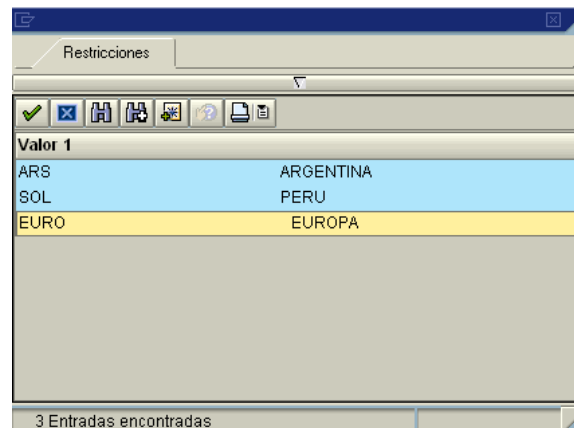 Restricciones
Valor 1
ARS ARGENTINA
SOL PERU
EURO EUROPA
3 Entradas encontradas